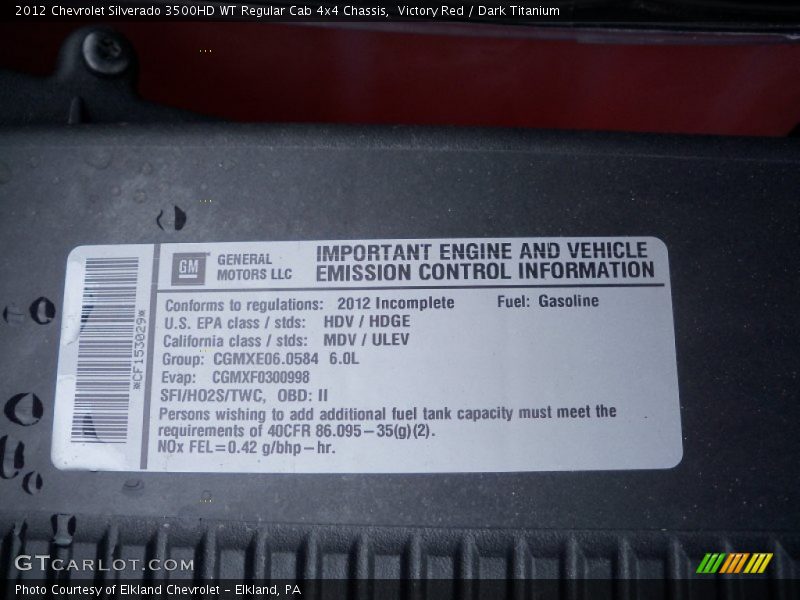 2012 Chevrolet Silverado 3500HD WT Regular Cab 4x4 Chassis,  Victory Red / Dark Titanium
GM
GENERAL
MOTORS LLC
IMPORTANT ENGINE AND VEHICLE
EMISSION CONTROL INFORMATION
Conforms to regulations: 2012 Incomplete Fuel: Gasoline
U.S. EPA class / stds: HDV / HDGE
California class / stds: MDV / ULEV
Group: CGMXE06.0584 6.0L
Evap: CGMXF0300998
SFI/HO2S/TWC, OBD: II
Persons wishing to add additional fuel tank capacity must meet the
requirements of 40CFR 86.095-35(g)(2).
NOx FEL=0.42 g/bhp-hr.
*CF153029*
GTCARLOT.COM
Photo Courtesy of Elkland Chevrolet - Elkland, PA